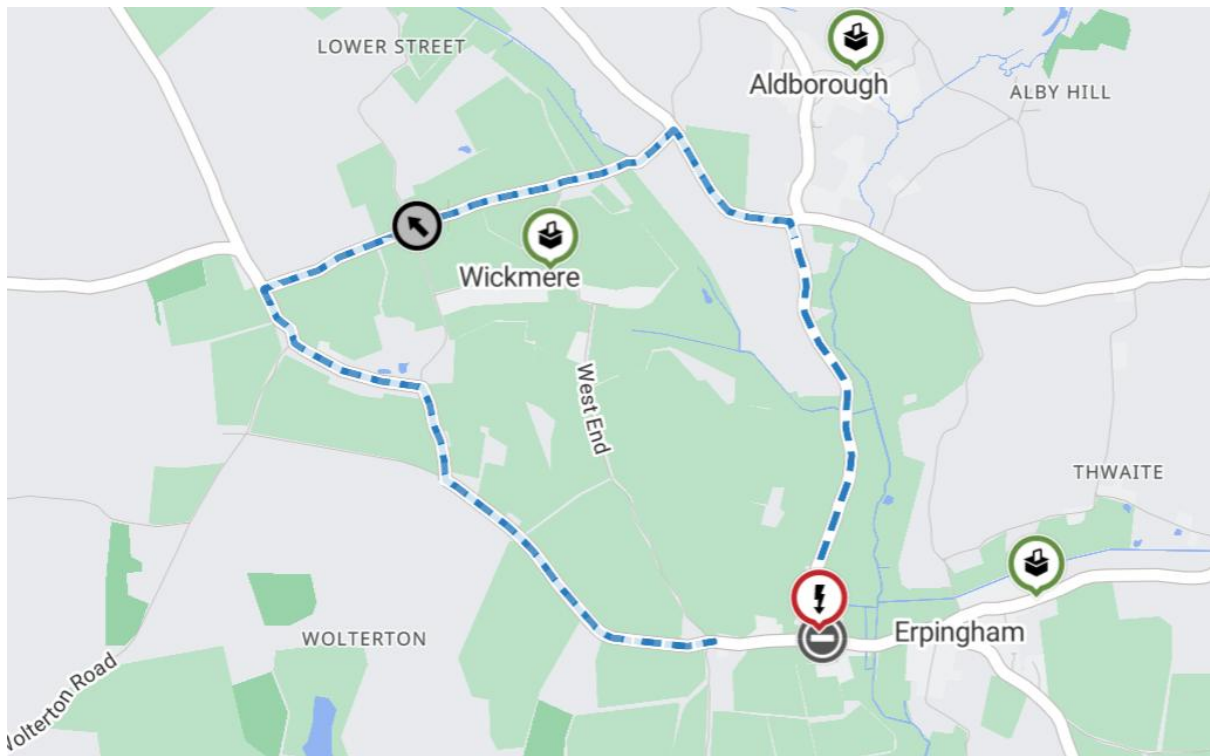 LOWER STREET
Aldborough
ALBY HILL
Wickmere
West End
THWAITE
WOLTERTON
Erpingham
Wolterton Road